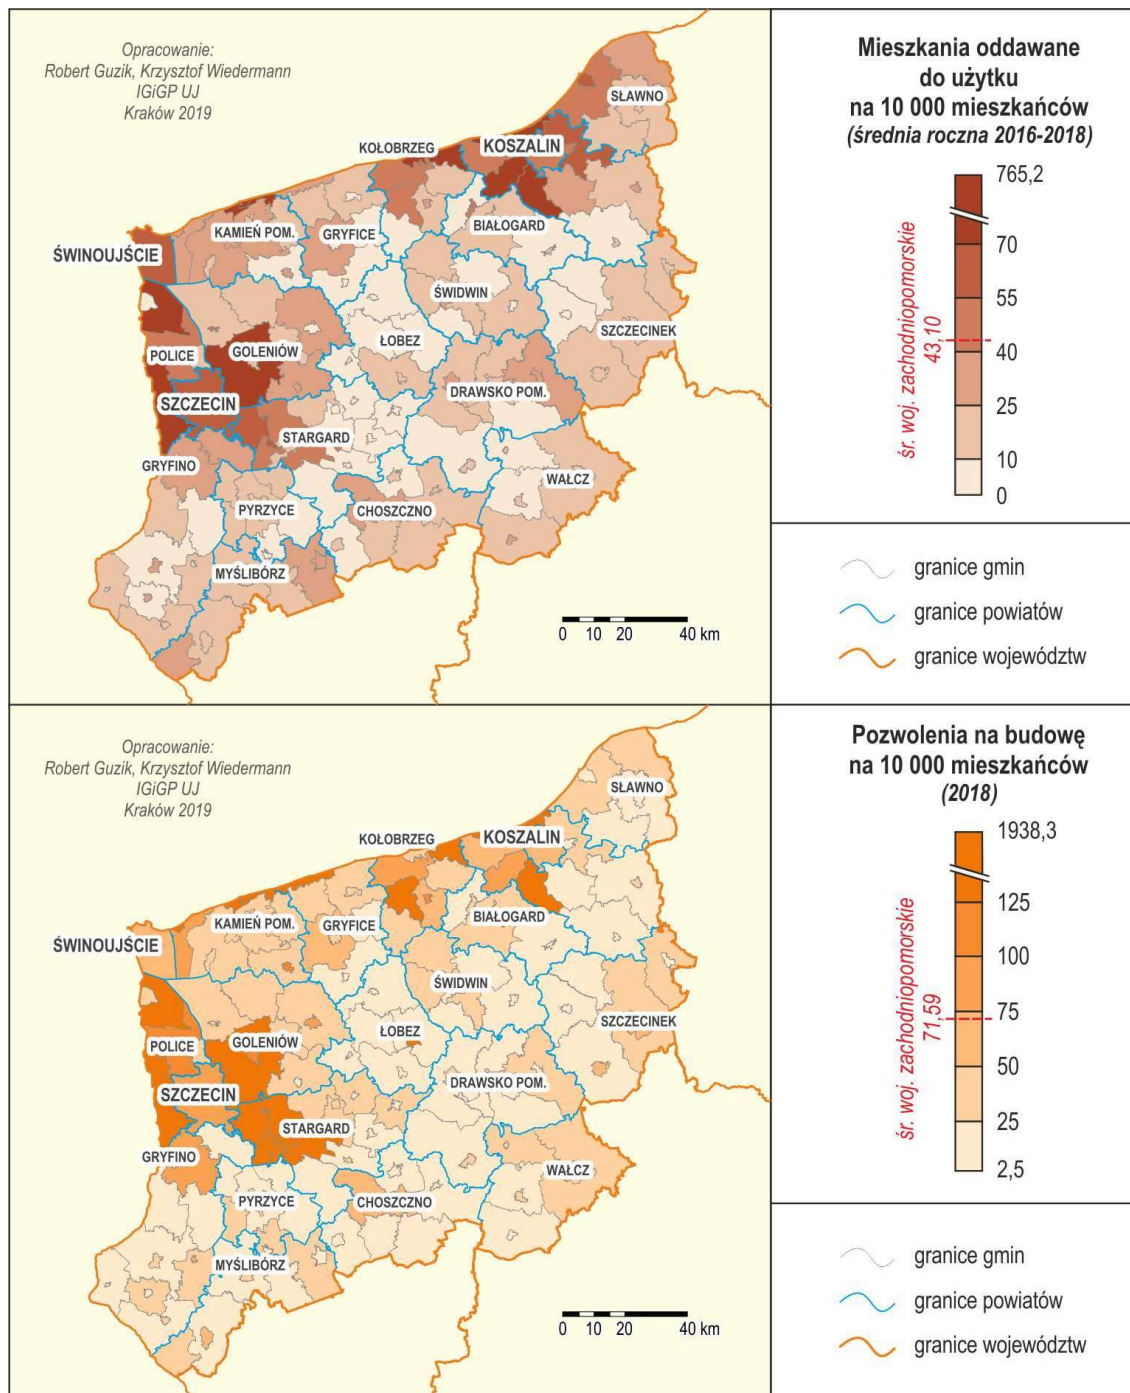 Opracowanie:
Robert Guzik, Krzysztof Wiedermann
IGiGP UJ
Kraków 2019
SŁAWNO
KOŁOBRZEG
KOSZALIN
KAMIEŃ POM.
GRYFICE
BIAŁOGARD
ŚWINOUJŚCIE
ŚWIDWIN
SZCZECINEK
POLICE
GOLENIÓW
ŁOBEZ
DRAWSKO POM.
SZCZECIN
STARGARD
GRYFINO
WAŁCZ
PYRZYCE
CHOSZCZNO
MYŚLIBÓRZ
0 10 20 40 km
Mieszkania oddawane
do użytku
na 10 000 mieszkańców
(średnia roczna 2016-2018)
765,2
70
55
40
25
10
0
śr. woj. zachodniopomorskie
43,10
granice gmin
granice powiatów
granice województw
Opracowanie:
Robert Guzik, Krzysztof Wiedermann
IGiGP UJ
Kraków 2019
SŁAWNO
KOŁOBRZEG
KOSZALIN
KAMIEŃ POM.
GRYFICE
BIAŁOGARD
ŚWINOUJŚCIE
ŚWIDWIN
SZCZECINEK
POLICE
GOLENIÓW
ŁOBEZ
DRAWSKO POM.
SZCZECIN
STARGARD
GRYFINO
WAŁCZ
PYRZYCE
CHOSZCZNO
MYŚLIBÓRZ
0 10 20 40 km
Pozwolenia na budowę
na 10 000 mieszkańców
(2018)
1938,3
125
100
75
50
25
2,5
śr. woj. zachodniopomorskie
71,59
granice gmin
granice powiatów
granice województw